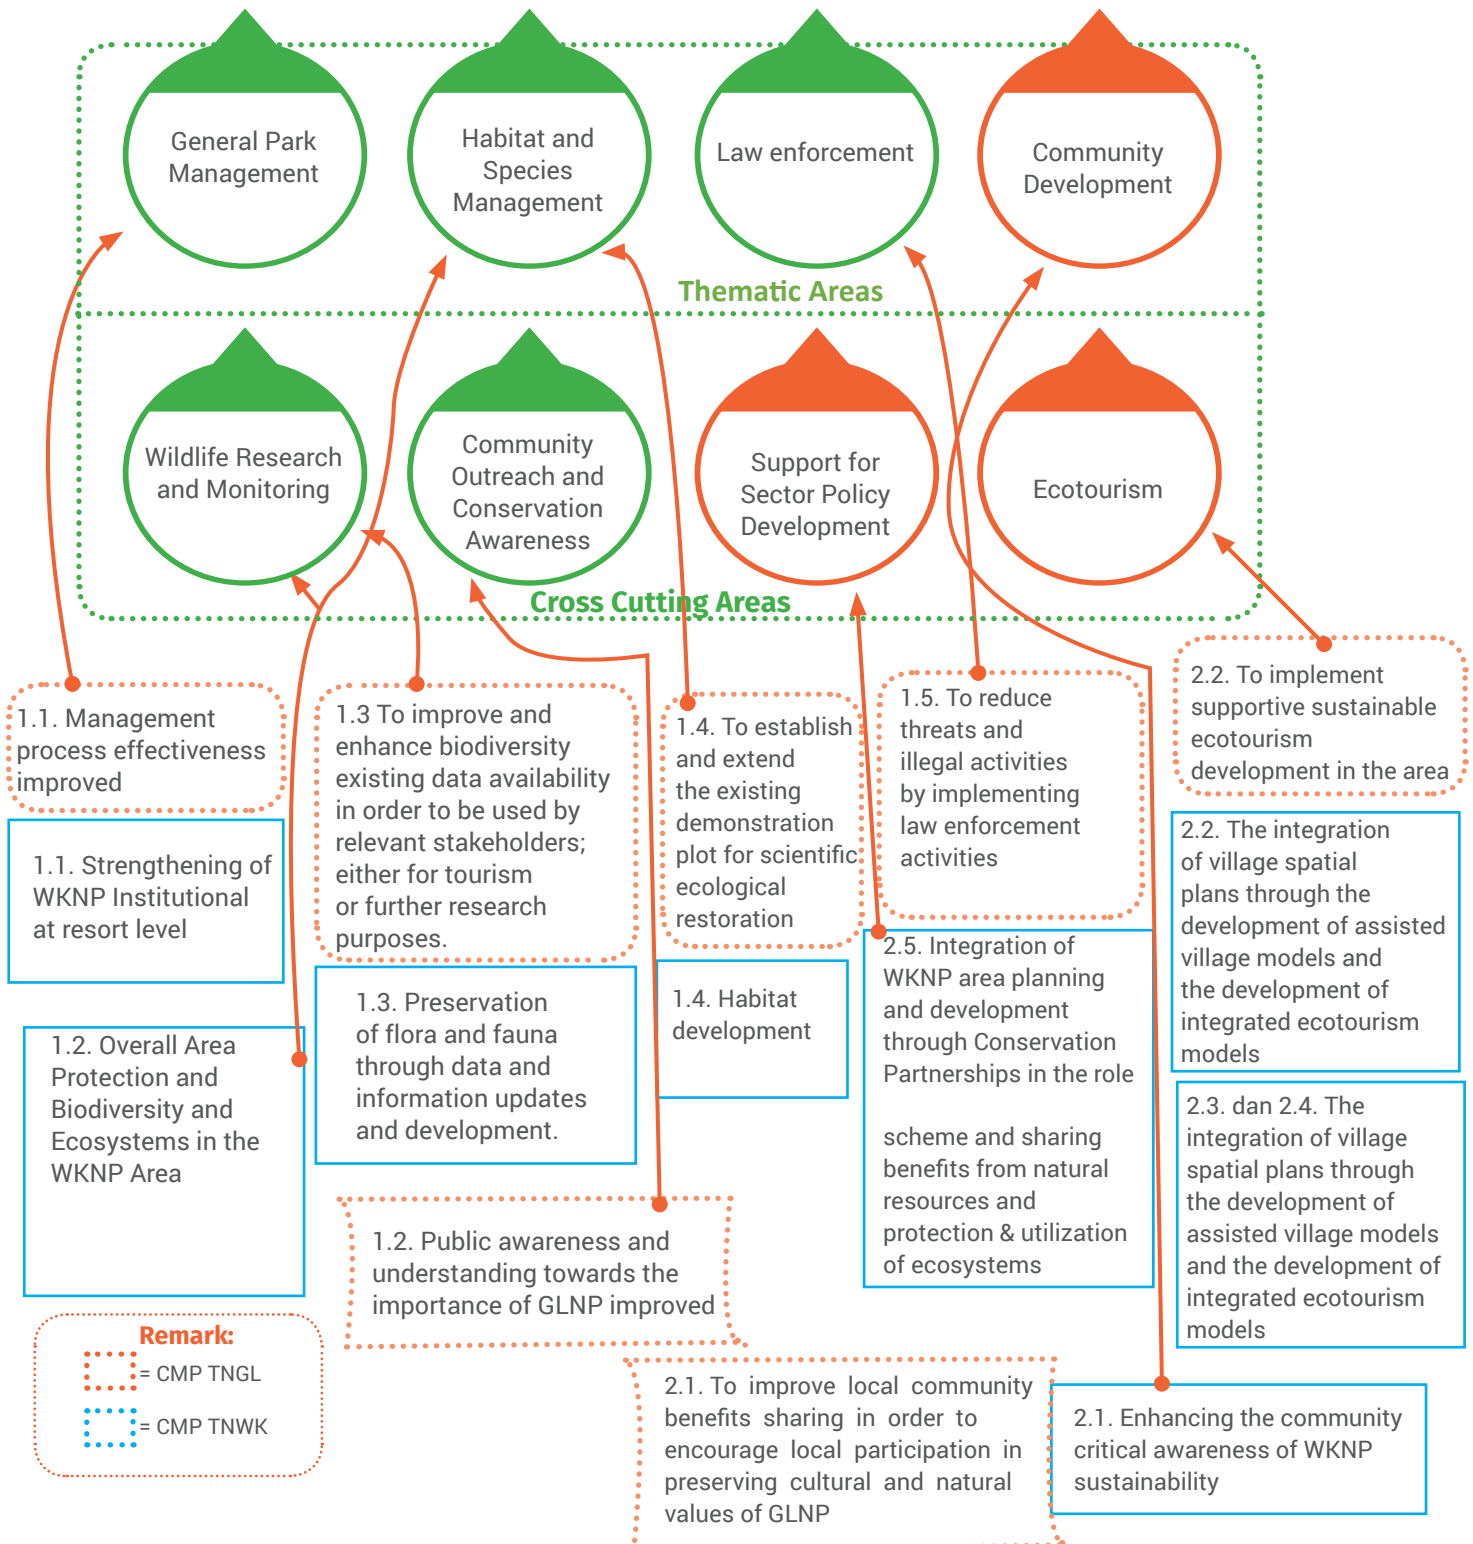 General Park
Management
Habitat and
Species
Management
Law enforcement
Community
Development
Thematic Areas
Wildlife Research
and Monitoring
Community
Outreach and
Conservation
Awareness
Support for
Sector Policy
Development
Ecotourism
Cross Cutting Areas
1.1. Management
process effectiveness
improved
1.1. Strengthening of
WKNP Institutional
at resort level
1.2. Overall Area
Protection and
Biodiversity and
Ecosystems in the
WKNP Area
1.3 To improve and
enhance biodiversity
existing data availability
in order to be used by
relevant stakeholders;
either for tourism
or further research
purposes.
1.3. Preservation
of flora and fauna
through data and
information updates
and development.
1.2. Public awareness and
understanding towards the
importance of GLNP improved
1.4. To establish
and extend
the existing
demonstration
plot for scientific
ecological
restoration
1.4. Habitat
development
1.5. To reduce
threats and
illegal activities
by implementing
law enforcement
activities
2.5. Integration of
WKNP area planning
and development
through Conservation
Partnerships in the role
scheme and sharing
benefits from natural
resources and
protection & utilization
of ecosystems
2.2. To implement
supportive sustainable
ecotourism
development in the area
2.2. The integration
of village spatial
plans through the
development of assisted
village models and
the development of
integrated ecotourism
models
2.3. dan 2.4. The
integration of village
spatial plans through
the development of
assisted village models
and the development of
integrated ecotourism
models
Remark:
= CMP TNGL
= CMP TNWK
2.1. To improve local community
benefits sharing in order to
encourage local participation in
preserving cultural and natural
values of GLNP
2.1. Enhancing the community
critical awareness of WKNP
sustainability